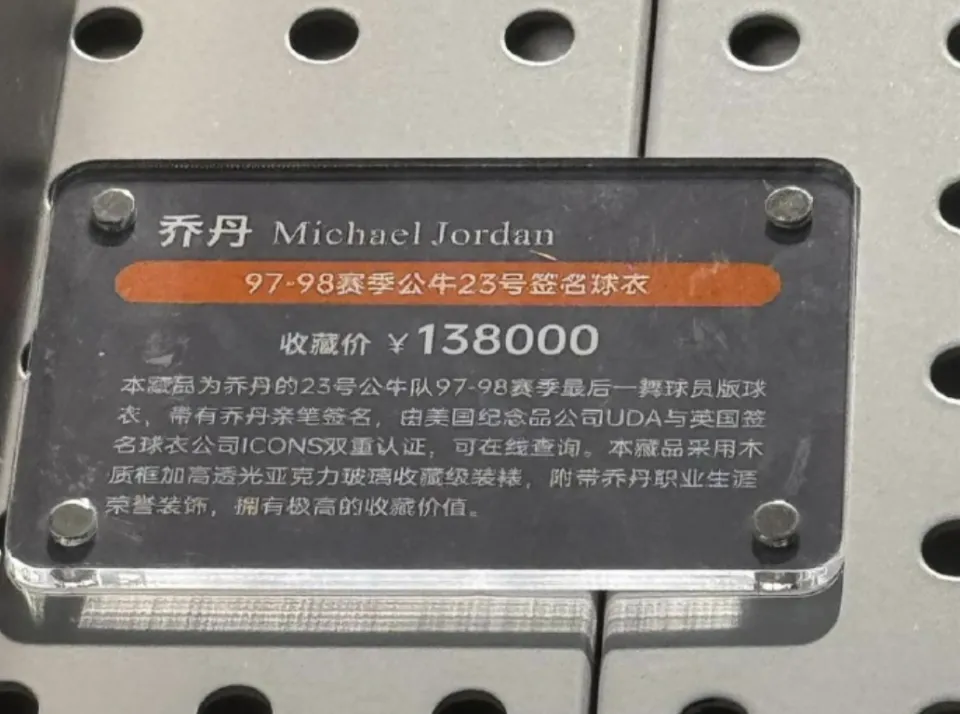 乔丹 Michael Jordan
97-98赛季公牛23号签名球衣
收藏价 ¥138000
本藏品为乔丹的23号公牛队97-98赛季最后一舞球员版球
衣，带有乔丹亲笔签名，由美国纪念品公司UDA与英国签
名球衣公司ICONS双重认证，可在线查询。本藏品采用木
质框加高透光亚克力玻璃收藏级装裱，附带乔丹职业生涯
荣誉装饰，拥有极高的收藏价值。